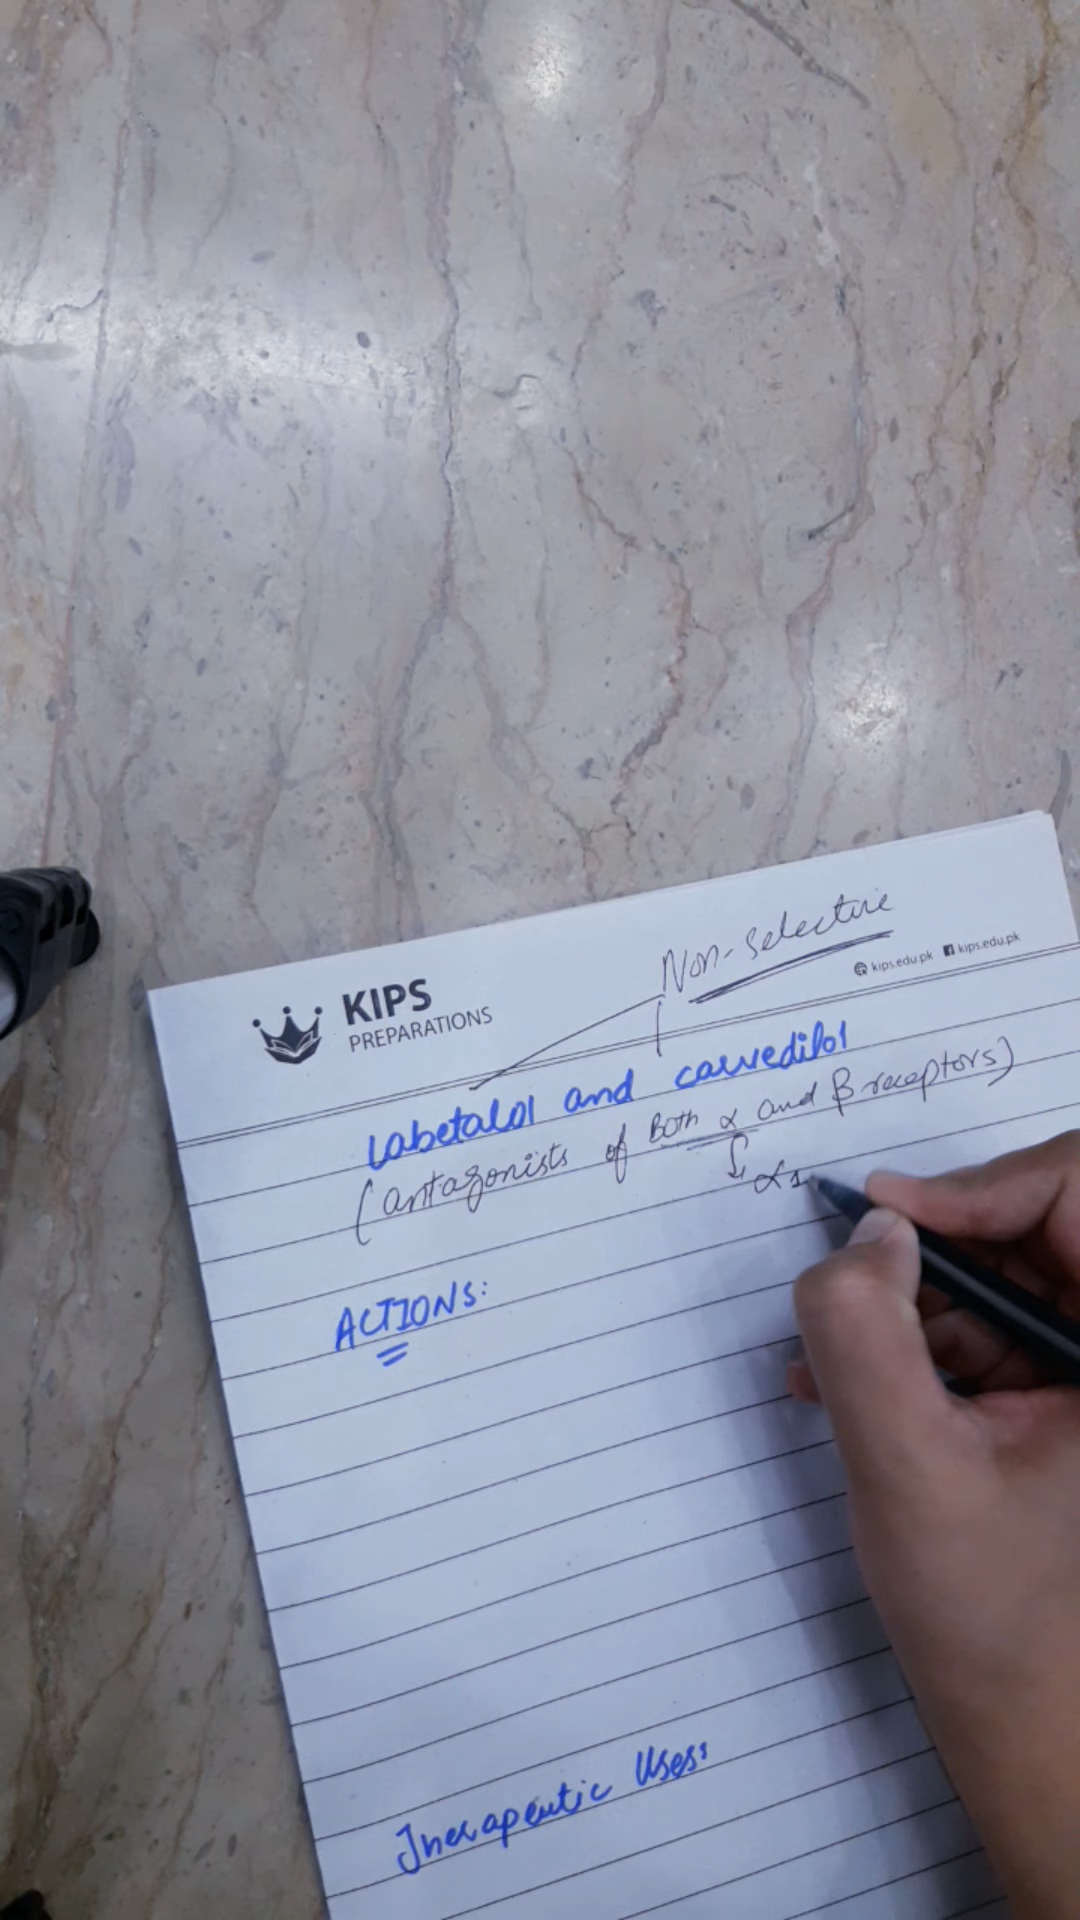 Non-selective
KIPS
PREPARATIONS
kips.edu.pk kips.edu.pk
Labetalol and carvedilol
(antagonists of Both α and β receptors)
α1
ACTIONS:
Therapeutic Uses: